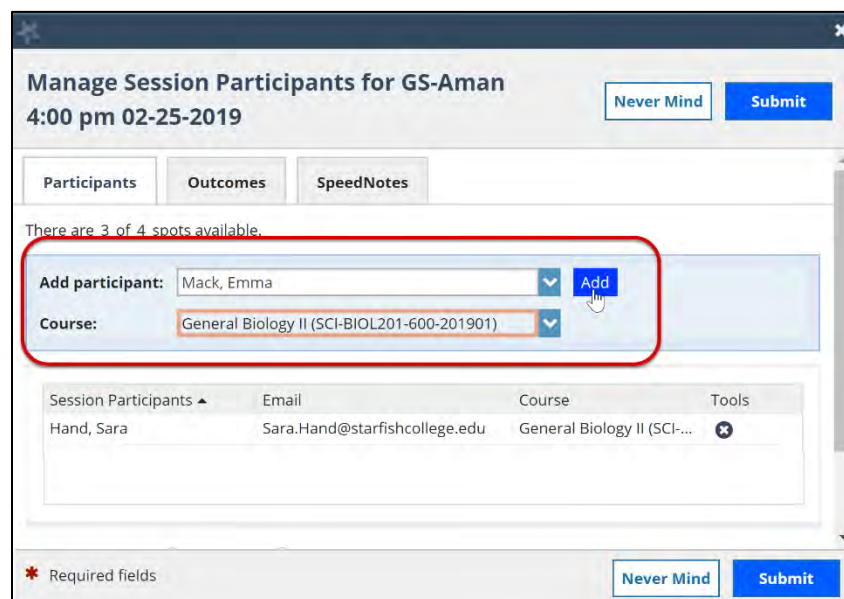 Manage Session Participants for GS-Aman
4:00 pm 02-25-2019
Never Mind
Submit
Participants
Outcomes
SpeedNotes
There are 3 of 4 spots available.
Add participant: Mack, Emma Add
Course: General Biology II (SCI-BIOL201-600-201901)
Session Participants Email Course Tools
Hand, Sara Sara.Hand@starfishcollege.edu General Biology II (SCI-...
* Required fields
Never Mind
Submit